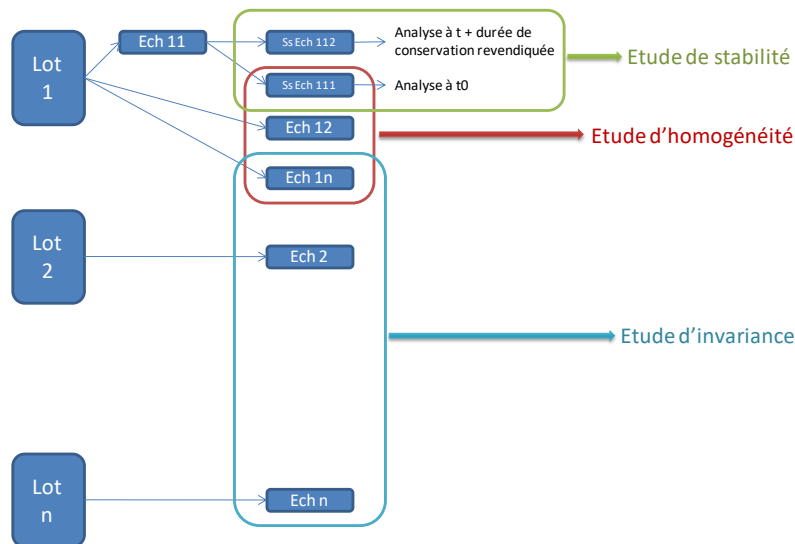 Lot
1
Ech 11
Ss Ech 112
Analyse à t + durée de
conservation revendiquée
Etude de stabilité
Ss Ech 111
Analyse à t0
Ech 12
Etude d'homogénéité
Ech 1n
Lot
2
Ech 2
Etude d'invariance
Lot
n
Ech n